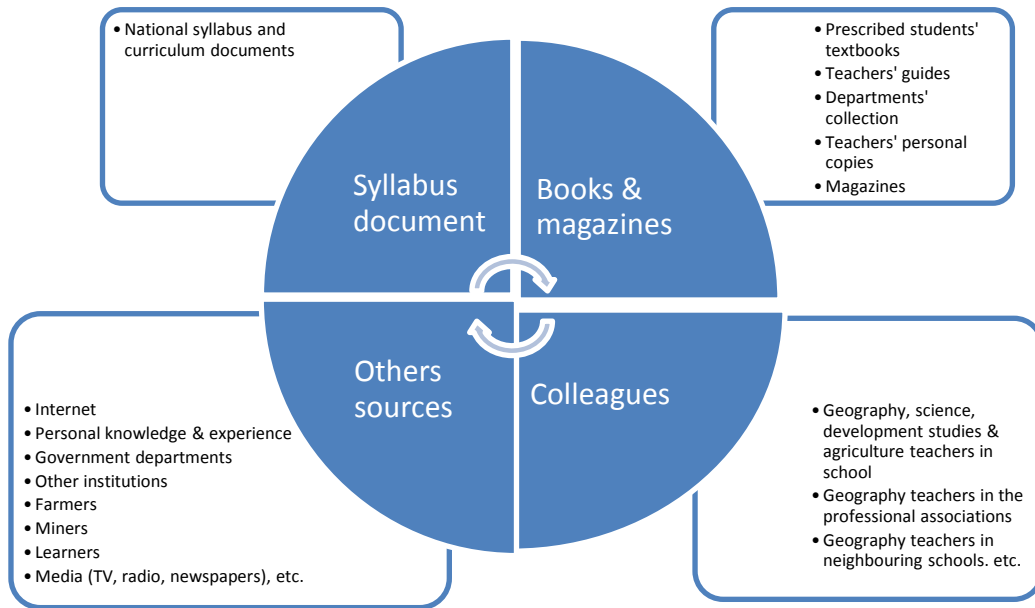 • National syllabus and
curriculum documents
• Prescribed students'
textbooks
• Teachers' guides
• Departments'
collection
• Teachers' personal
copies
• Magazines
Syllabus
document
Books &
magazines
Others
sources
Colleagues
• Internet
• Personal knowledge & experience
• Government departments
• Other institutions
• Farmers
• Miners
• Learners
• Media (TV, radio, newspapers), etc.
• Geography, science,
development studies &
agriculture teachers in
school
• Geography teachers in the
professional associations
• Geography teachers in
neighbouring schools. etc.